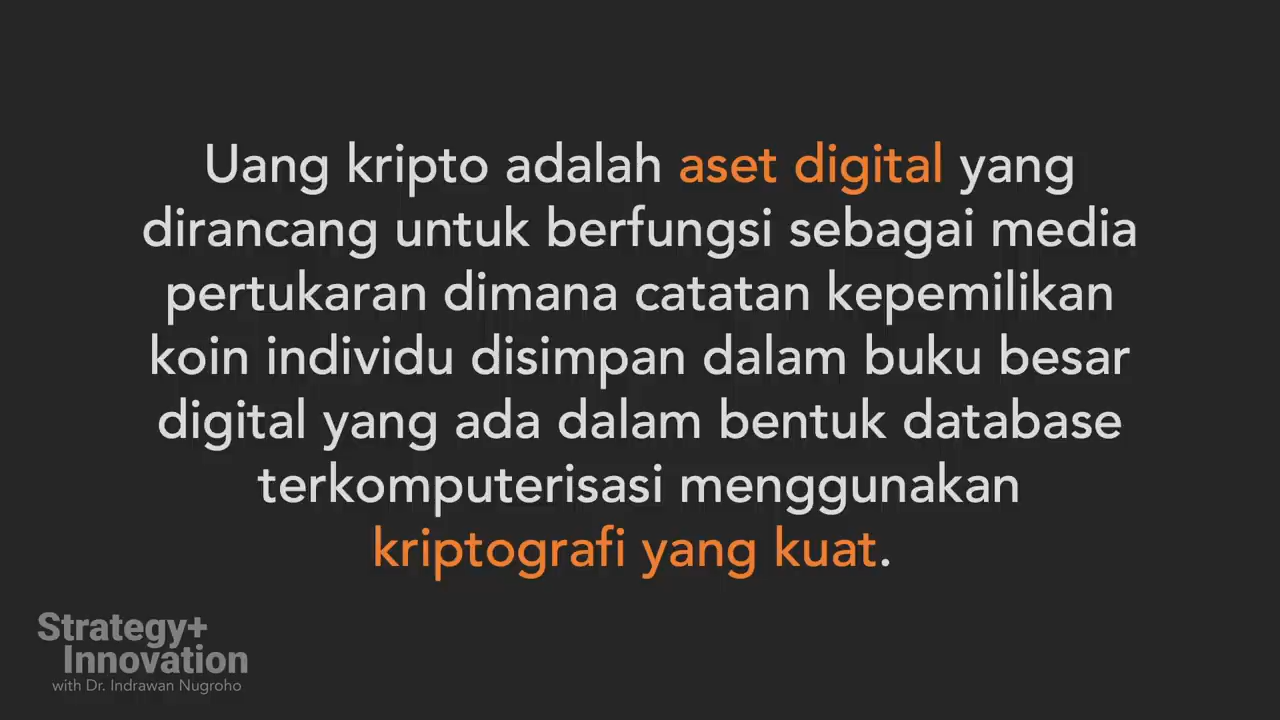 Uang kripto adalah aset digital yang
dirancang untuk berfungsi sebagai media
pertukaran dimana catatan kepemilikan
koin individu disimpan dalam buku besar
digital yang ada dalam bentuk database
terkomputerisasi menggunakan
kriptografi yang kuat.
Strategy+
Innovation
with Dr. Indrawan Nugroho